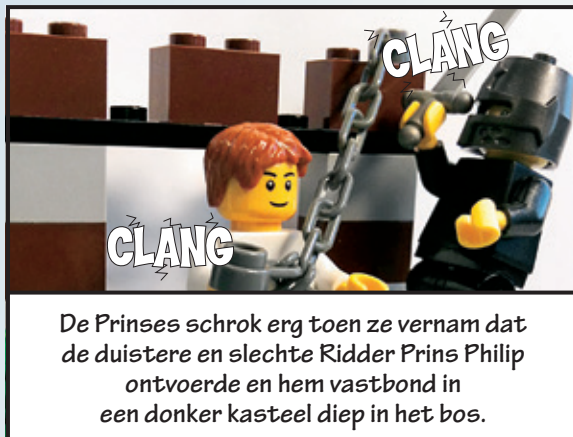 CLANG
CLANG
De Prinses schrok erg toen ze vernam dat
de duistere en slechte Ridder Prins Philip
ontvoerde en hem vastbond in
een donker kasteel diep in het bos.